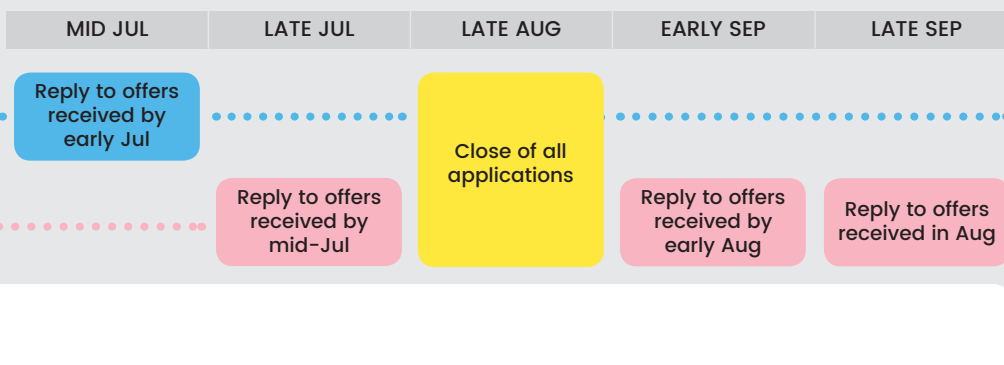 MID JUL
LATE JUL
LATE AUG
EARLY SEP
LATE SEP
Reply to offers
received by
early Jul
Close of all
applications
Reply to offers
received by
mid-Jul
Reply to offers
received by
early Aug
Reply to offers
received in Aug